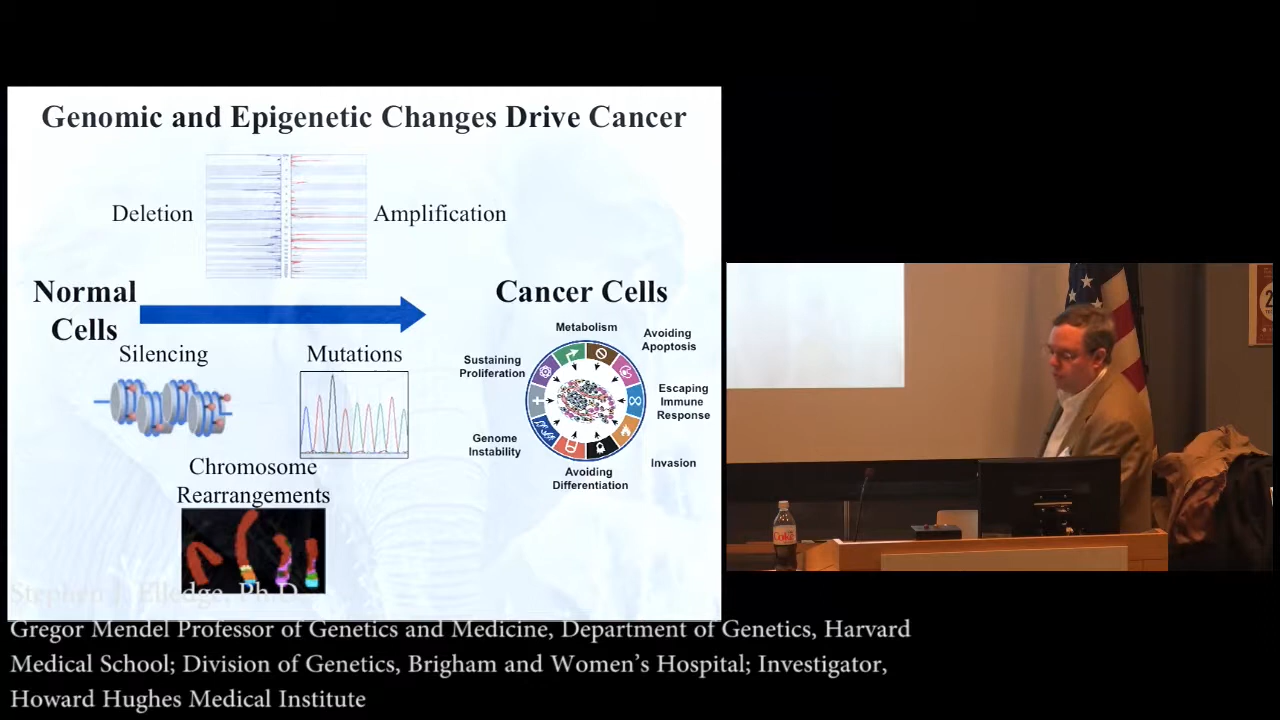 Genomic and Epigenetic Changes Drive Cancer
Deletion
Amplification
Normal
Cells
Cancer Cells
Silencing
Mutations
Metabolism
Avoiding
Apoptosis
Sustaining
Proliferation
Escaping
Immune
Response
Genome
Instability
Invasion
Avoiding
Differentiation
Chromosome
Rearrangements
Coke
2
Stephen J. Elledge, Ph.D.
Gregor Mendel Professor of Genetics and Medicine, Department of Genetics, Harvard
Medical School; Division of Genetics, Brigham and Women's Hospital; Investigator,
Howard Hughes Medical Institute